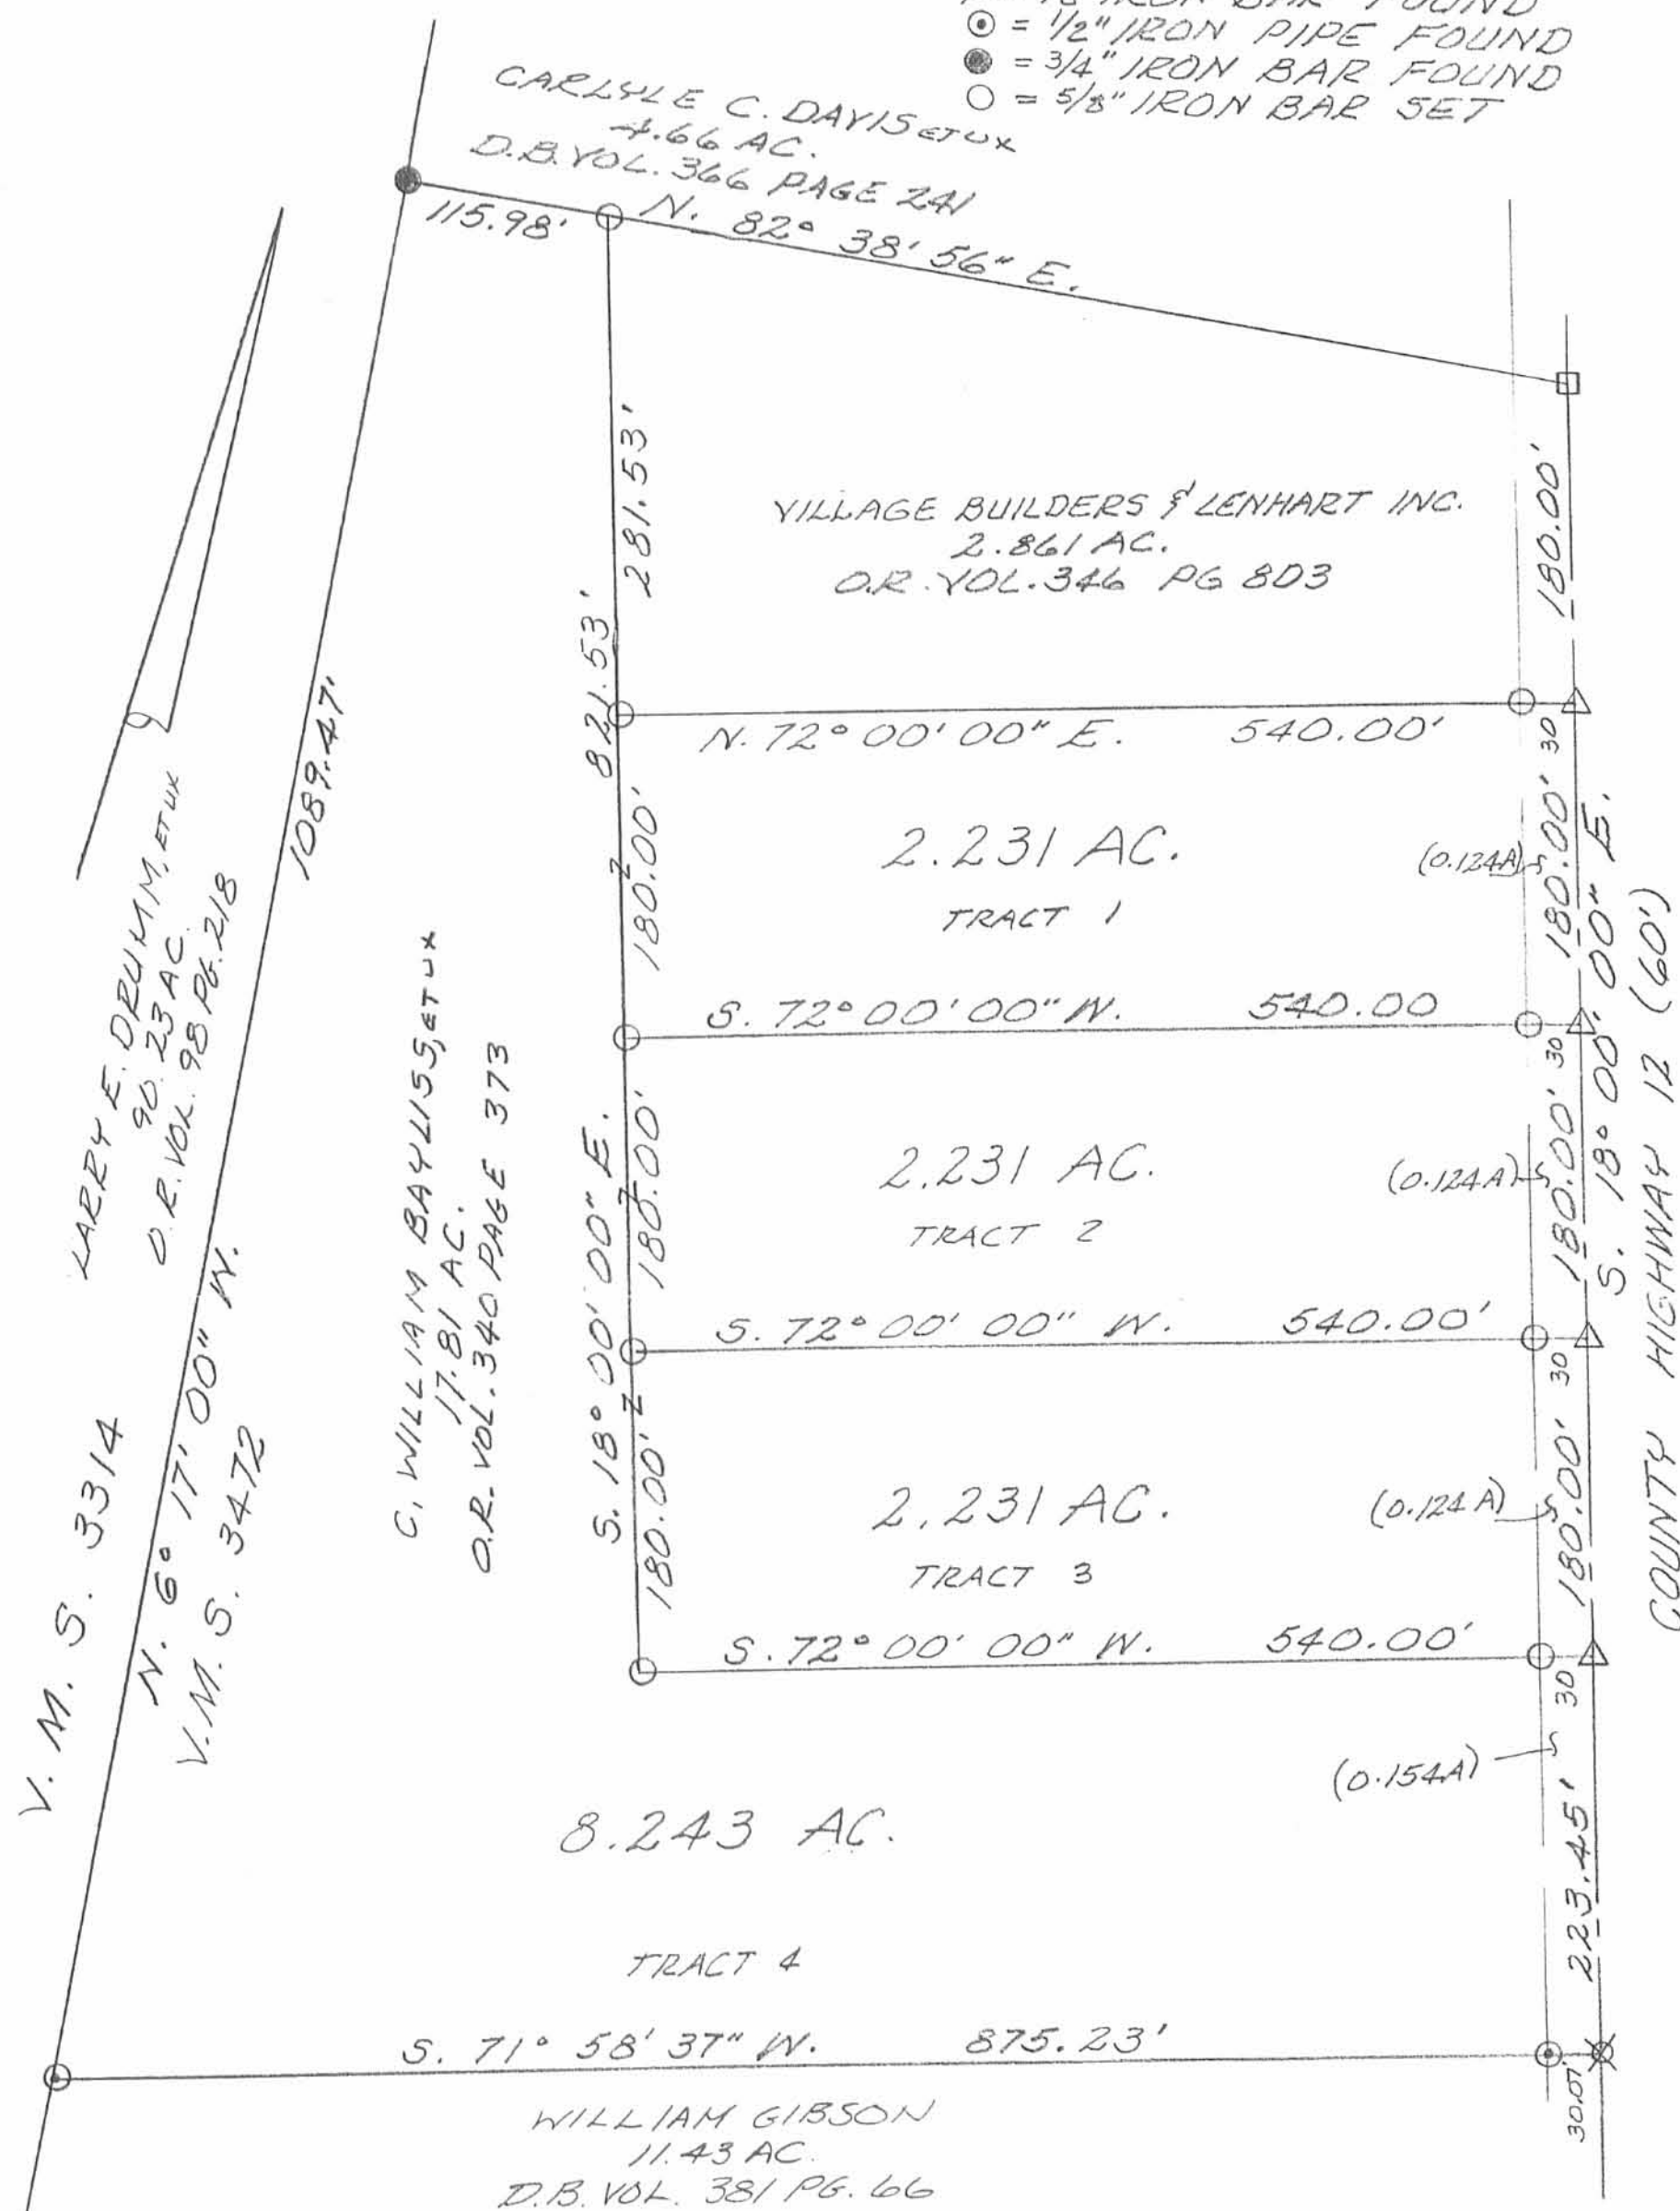 IRON BAR FOUND
⊙ = 1/2" IRON PIPE FOUND
● = 3/4" IRON BAR FOUND
○ = 5/8" IRON BAR SET
CARLYLE C. DAVIS ET UX
4.66 AC.
D.B. VOL. 366 PAGE 241
115.98'
N. 82° 38' 56" E.
281.53'
180.00'
VILLAGE BUILDERS & LENHART INC.
2.861 AC.
O.R. VOL. 346 PG 803
821.53'
N. 72° 00' 00" E. 540.00'
30
1089.47'
180.00'
2.231 AC.
(0.124A)
TRACT 1
180.00'
S. 18° 00' 00" E.
LARRY E. DRUMM, ET UX
90.23 AC.
O.R. VOL. 98 PG. 218
S. 72° 00' 00" W. 540.00
30
COUNTY HIGHWAY 12 (60')
C. WILLIAM BAYLISS, ET UX
17.81 AC.
O.R. VOL. 340 PAGE 373
S. 18° 00' 00" E.
180.00'
2.231 AC.
(0.124A)
TRACT 2
180.00'
S. 72° 00' 00" W. 540.00'
30
V. M. S. 3314
N. 6° 17' 00" W.
V. M. S. 3472
180.00'
2.231 AC.
(0.124A)
TRACT 3
180.00'
S. 72° 00' 00" W. 540.00'
30
(0.154A)
8.243 AC.
223.45'
TRACT 4
S. 71° 58' 37" W. 875.23'
30.07'
WILLIAM GIBSON
11.43 AC.
D.B. VOL. 381 PG. 66